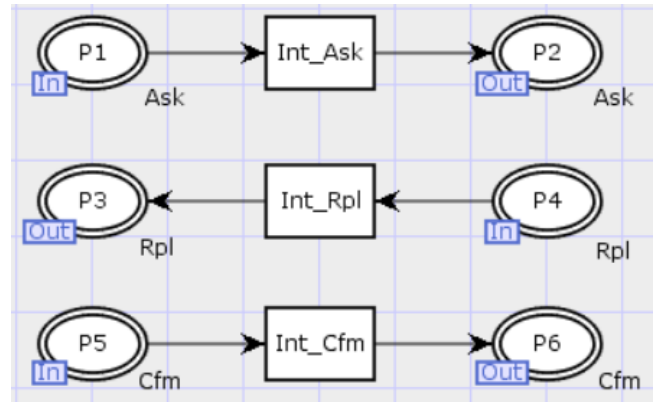 P1 Int_Ask P2
In Ask Out Ask
P3 Int_Rpl P4
Out Rpl In Rpl
P5 Int_Cfm P6
In Cfm Out Cfm